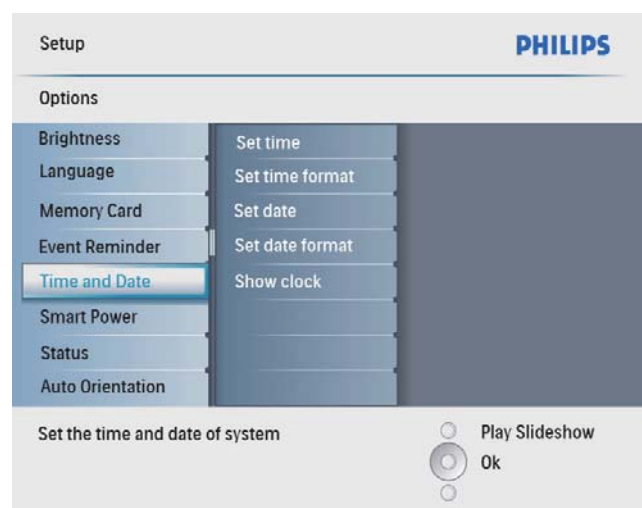 Setup
PHILIPS
Options
Brightness
Language
Memory Card
Event Reminder
Time and Date
Smart Power
Status
Auto Orientation
Set time
Set time format
Set date
Set date format
Show clock
Set the time and date of system
Play Slideshow
Ok